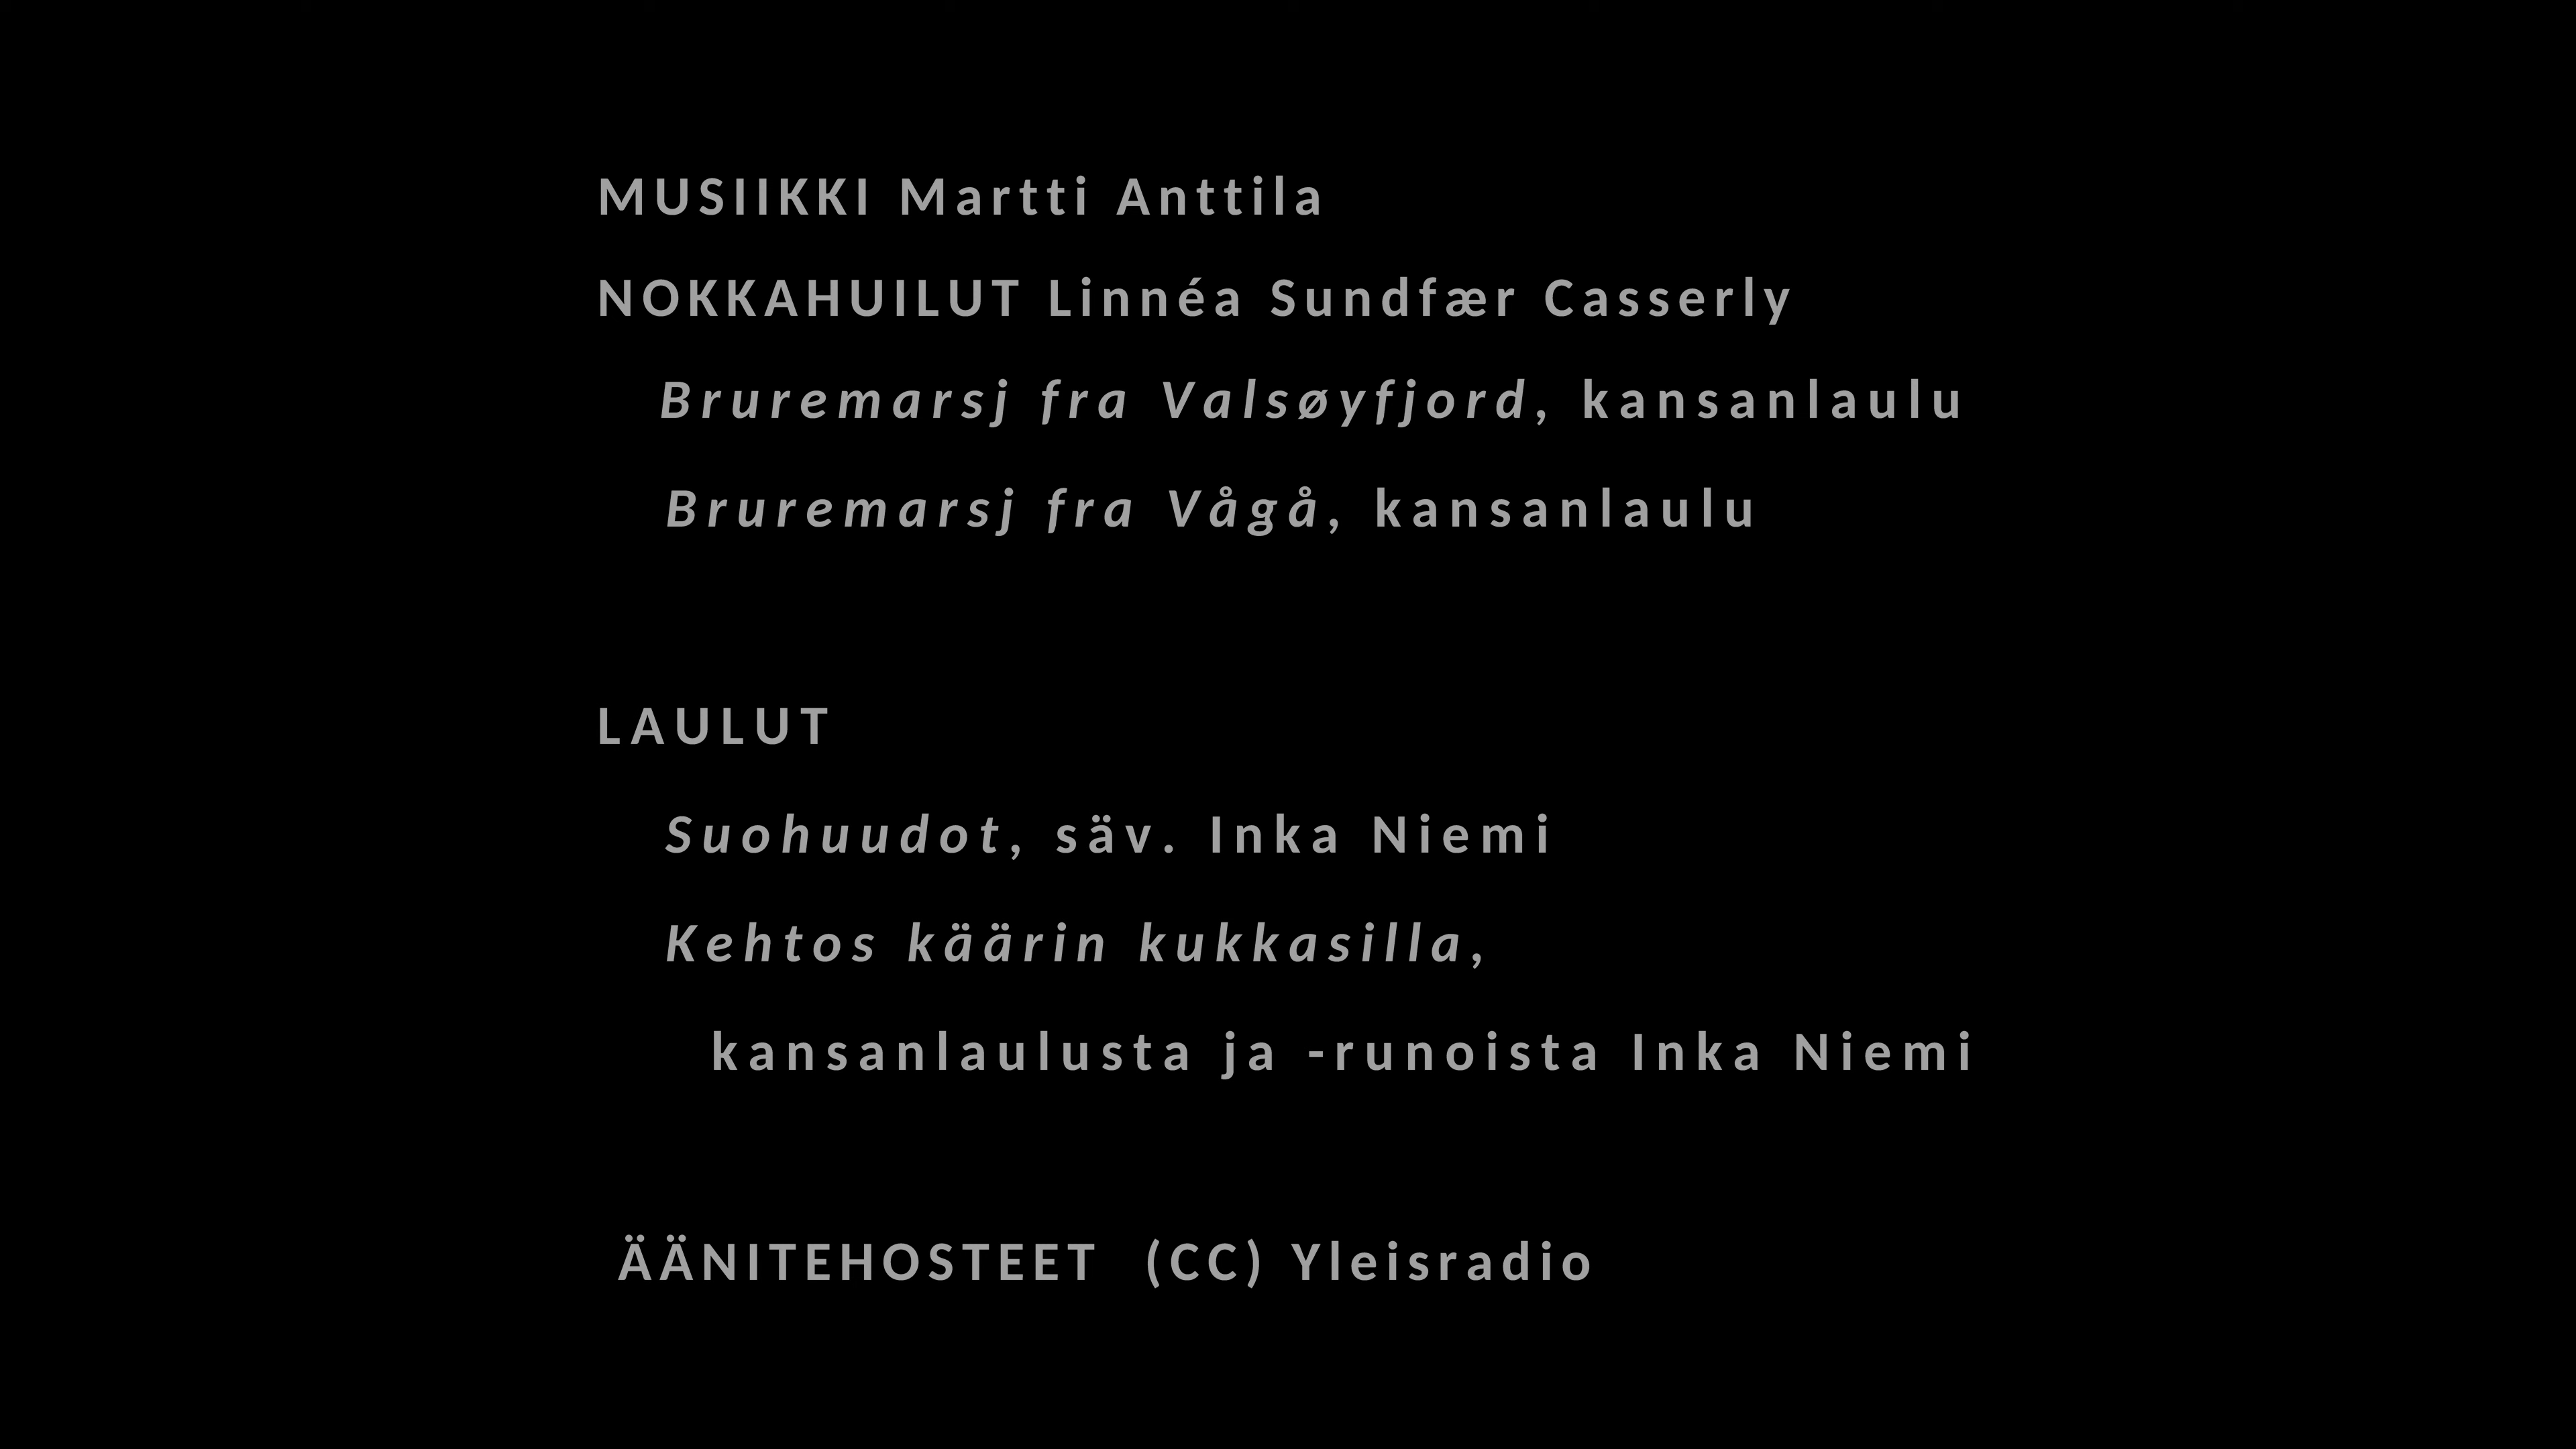 MUSIIKKI Martti Anttila
NOKKAHUILUT Linnéa Sundfær Casserly
Bruremarsj fra Valsøyfjord, kansanlaulu
Bruremarsj fra Vågå, kansanlaulu
LAULUT
Suohuudot, säv. Inka Niemi
Kehtos käärin kukkasilla,
kansanlaulusta ja -runoista Inka Niemi
ÄÄNITEHOSTEET (CC) Yleisradio